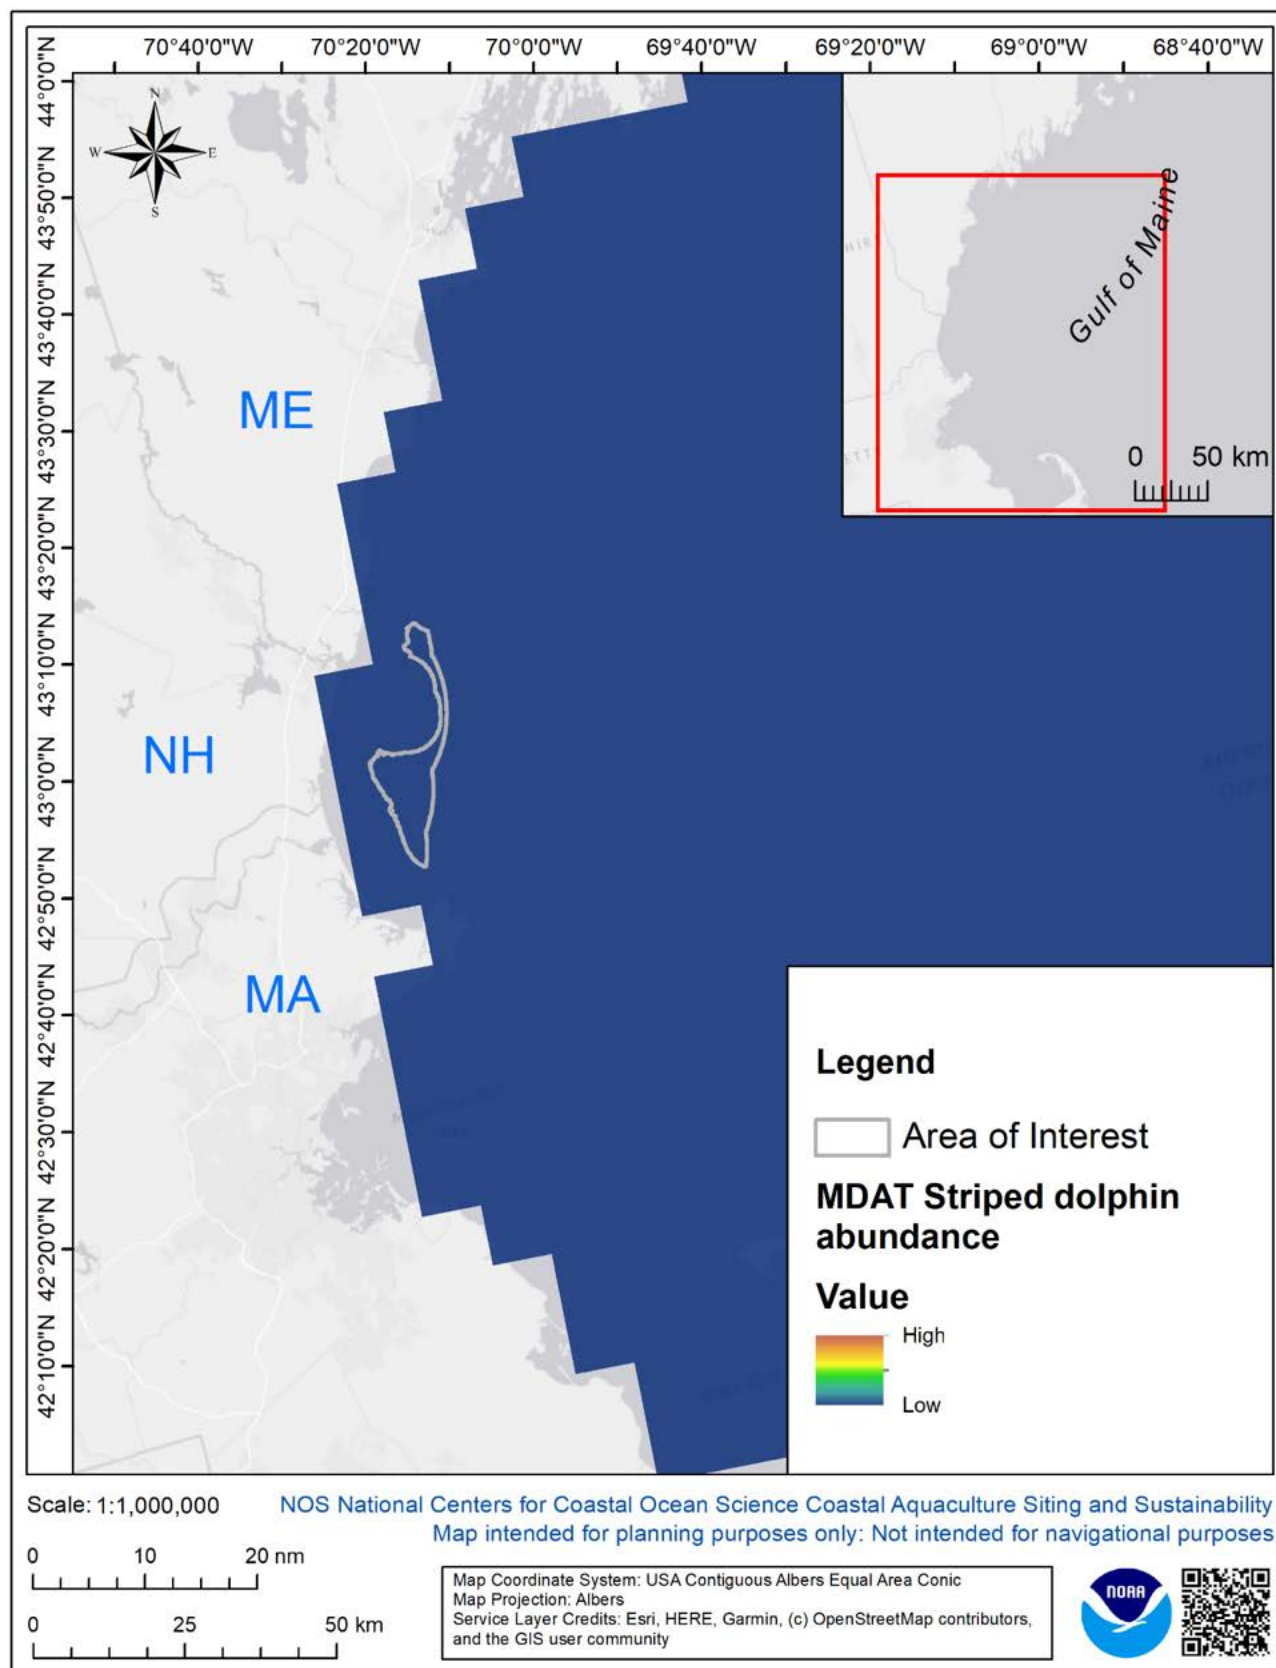 70°40'0"W 70°20'0"W 70°0'0"W 69°40'0"W 69°20'0"W 69°0'0"W 68°40'0"W
44°0'0"N
43°50'0"N
43°40'0"N
43°30'0"N
43°20'0"N
43°10'0"N
43°0'0"N
42°50'0"N
42°40'0"N
42°30'0"N
42°20'0"N
42°10'0"N
N
W E
S
Gulf of Maine
0 50 km
ME
NH
MA
Legend
Area of Interest
MDAT Striped dolphin
abundance
Value
High
Low
Scale: 1:1,000,000
NOS National Centers for Coastal Ocean Science Coastal Aquaculture Siting and Sustainability
Map intended for planning purposes only: Not intended for navigational purposes
0 10 20 nm
0 25 50 km
Map Coordinate System: USA Contiguous Albers Equal Area Conic
Map Projection: Albers
Service Layer Credits: Esri, HERE, Garmin, (c) OpenStreetMap contributors,
and the GIS user community
NOAA